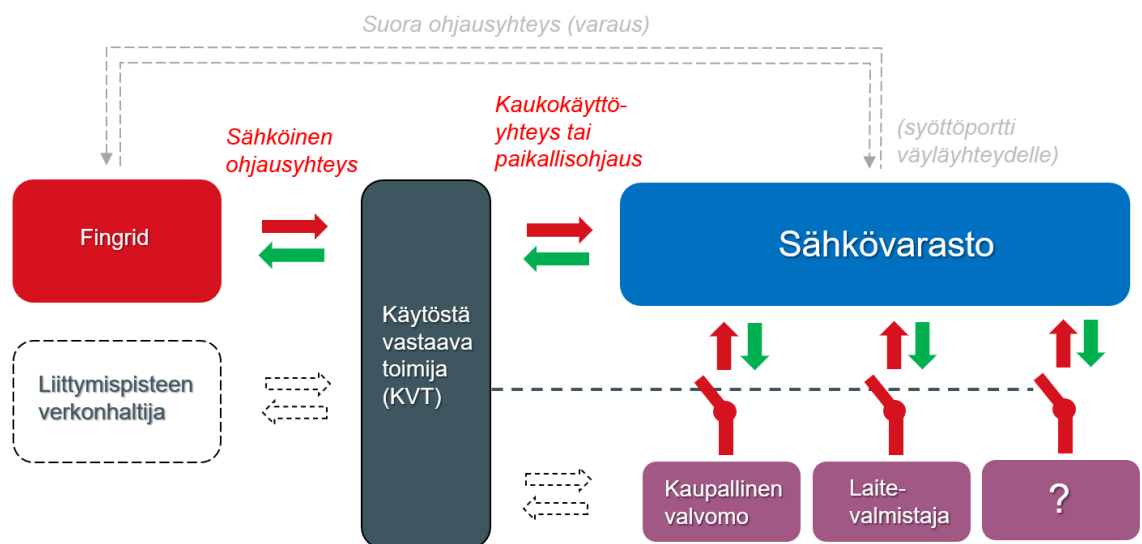 Suora ohjausyhteys (varaus)
Sähköinen
ohjausyhteys
Kaukokäyttö-
yhteys tai
paikallisohjaus
(syöttöportti
väyläyhteydelle)
Fingrid
Sähkövarasto
Käytöstä
vastaava
toimija
(KVT)
Liittymispisteen
verkonhaltija
Kaupallinen
valvomo
Laite-
valmistaja
?